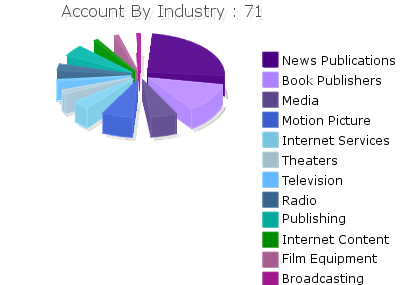 Account By Industry : 71
News Publications
Book Publishers
Media
Motion Picture
Internet Services
Theaters
Television
Radio
Publishing
Internet Content
Film Equipment
Broadcasting